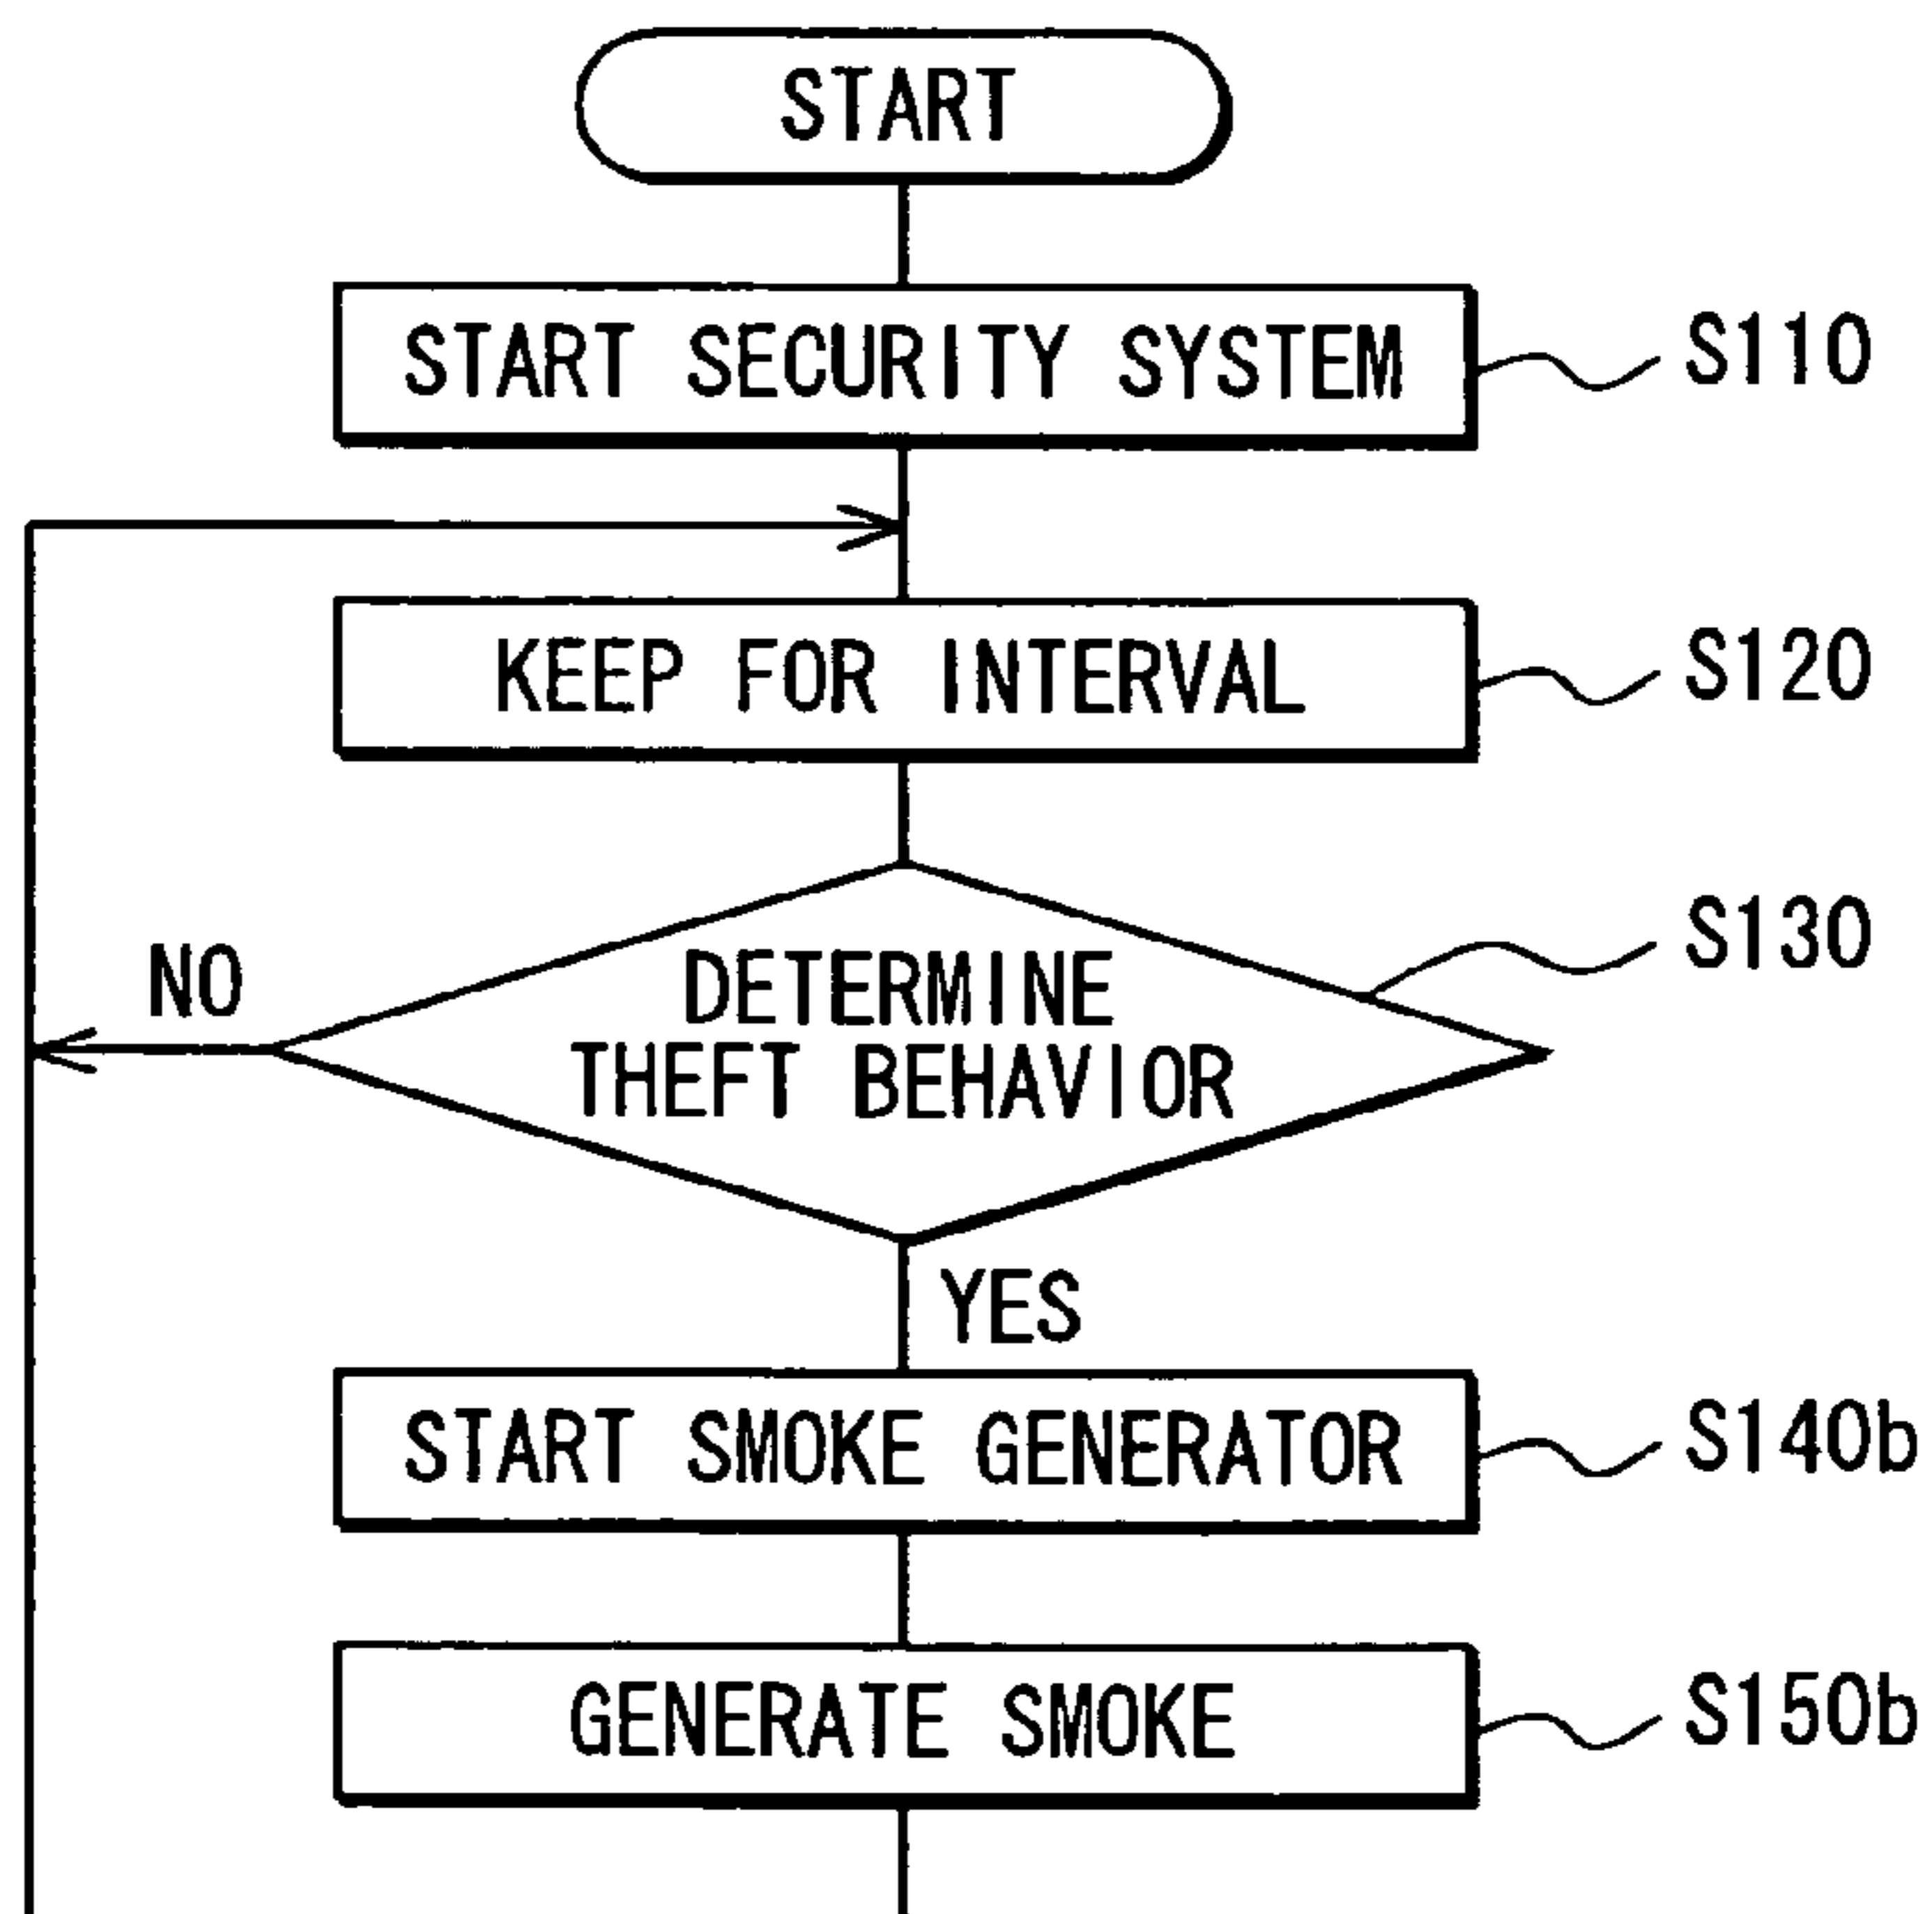 START
START SECURITY SYSTEM
S110
KEEP FOR INTERVAL
S120
S130
NO
DETERMINE
THEFT BEHAVIOR
YES
START SMOKE GENERATOR
S140b
GENERATE SMOKE
S150b